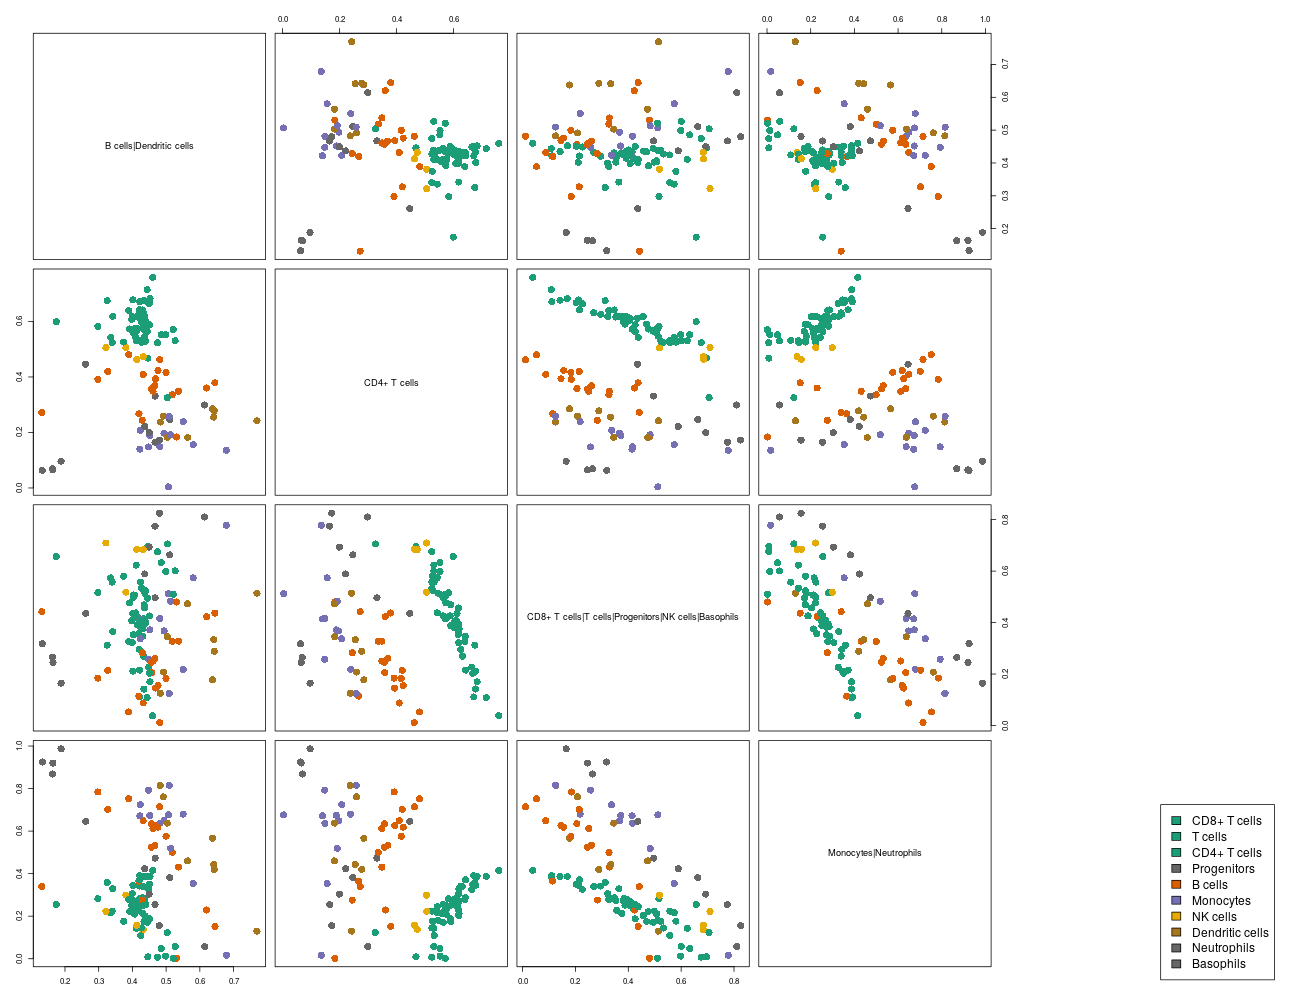 0.0 0.2 0.4 0.6
0.0 0.2 0.4 0.6 0.8 1.0
B cells|Dendritic cells
0.2 0.3 0.4 0.5 0.6 0.7
0.0 0.2 0.4 0.6
CD4+ T cells
CD8+ T cells|T cells|Progenitors|NK cells|Basophils
0.0 0.2 0.4 0.6 0.8
0.0 0.2 0.4 0.6 0.8 1.0
Monocytes|Neutrophils
0.2 0.3 0.4 0.5 0.6 0.7
0.0 0.2 0.4 0.6 0.8
CD8+ T cells
T cells
CD4+ T cells
Progenitors
B cells
Monocytes
NK cells
Dendritic cells
Neutrophils
Basophils